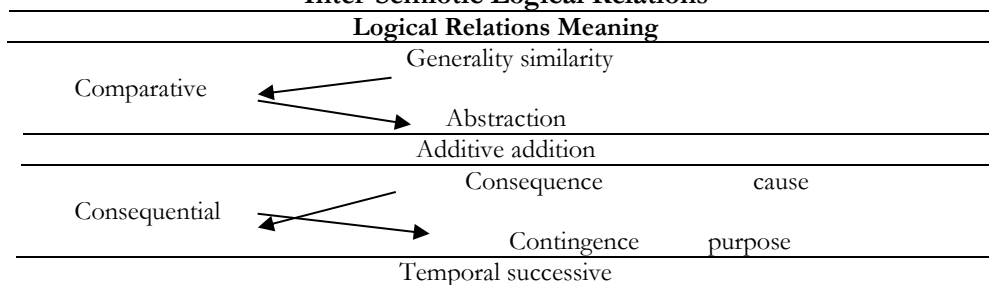 Inter-Semiotic Logical Relations
Logical Relations Meaning
Generality similarity
Comparative
Abstraction
Additive addition
Consequence cause
Consequential
Contingence purpose
Temporal successive